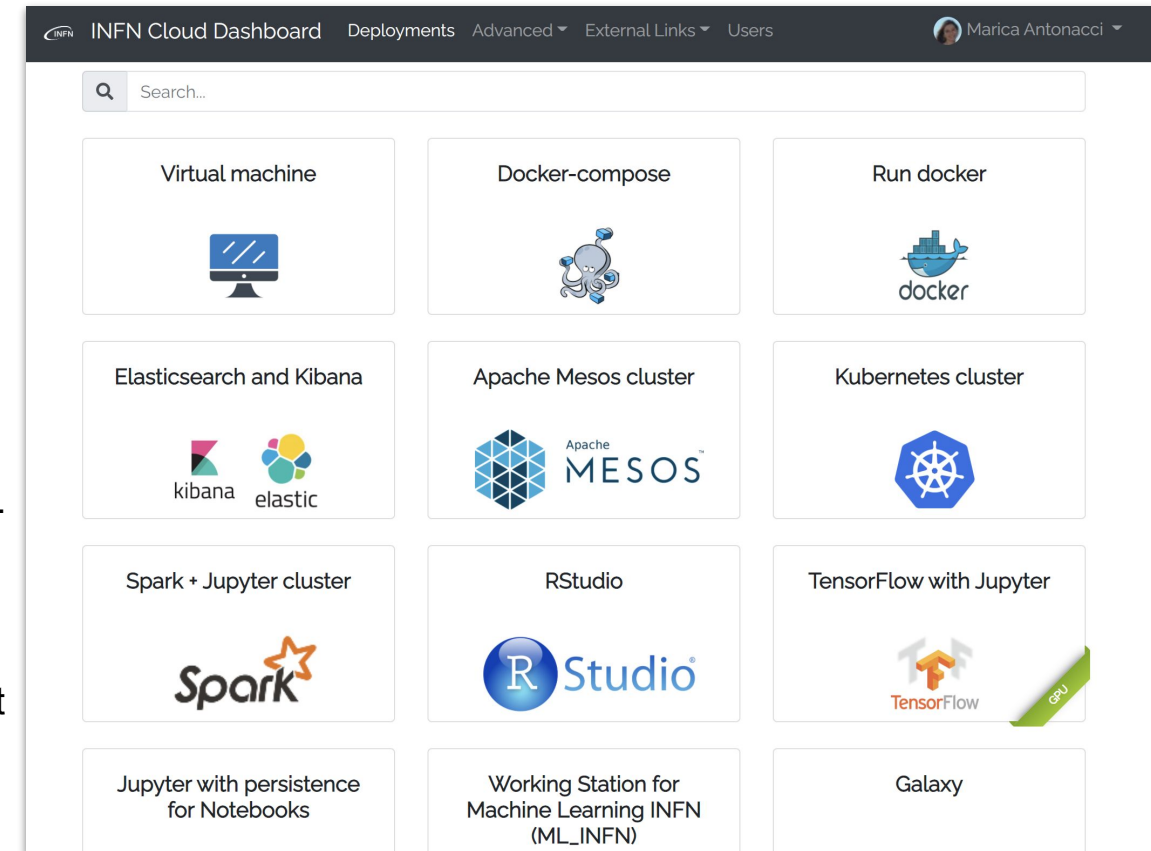 INFN INFN Cloud Dashboard Deployments Advanced External Links Users Marica Antonacci
Search...
Virtual machine
Docker-compose
Run docker
docker
Elasticsearch and Kibana
Apache Mesos cluster
Kubernetes cluster
kibana
elastic
Apache
MESOS™
Spark + Jupyter cluster
RStudio
TensorFlow with Jupyter
Spark
R Studio®
TensorFlow
GPU
t
Jupyter with persistence
for Notebooks
Working Station for
Machine Learning INFN
(ML_INFN)
Galaxy